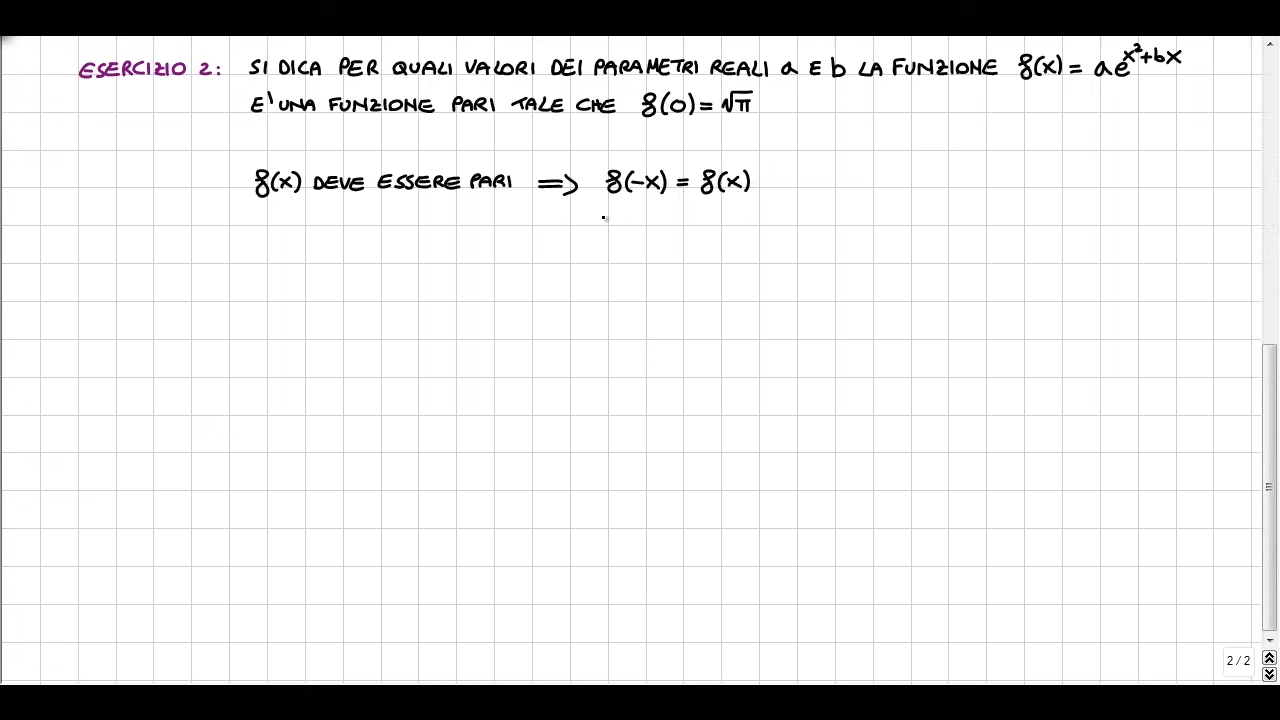 ESERCIZIO 2: SI DICA PER QUALI VALORI DEI PARAMETRI REALI a E b LA FUNZIONE f(x) = a e^{x²+bx}
E' UNA FUNZIONE PARI TALE CHE f(0) = √π
f(x) DEVE ESSERE PARI ⟹ f(-x) = f(x)
2 / 2